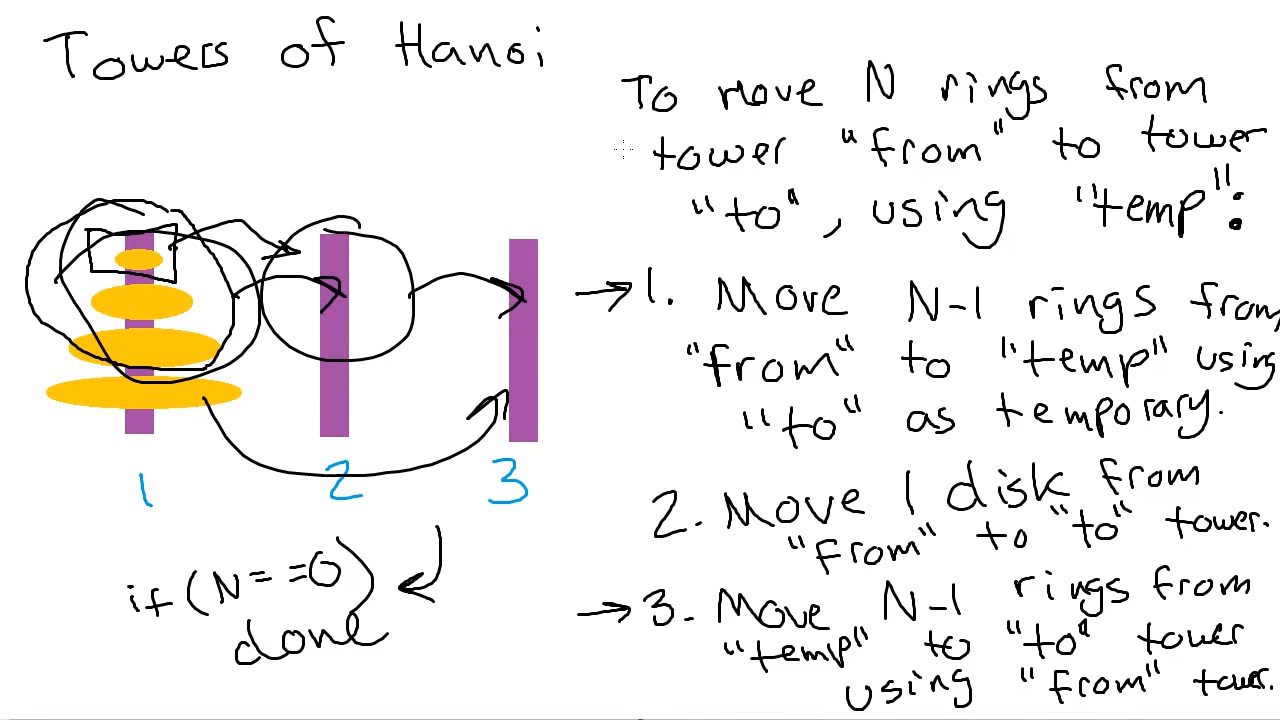 Towers of Hanoi
To move N rings from
tower "from" to tower
"to", using "temp":
1. Move N-1 rings from
"from" to "temp" using
"to" as temporary.
2. Move 1 disk from
"from" to "to" tower.
3. Move N-1 rings from
"temp" to "to" tower
using "from" tower.
1 2 3
if (N==0)
done